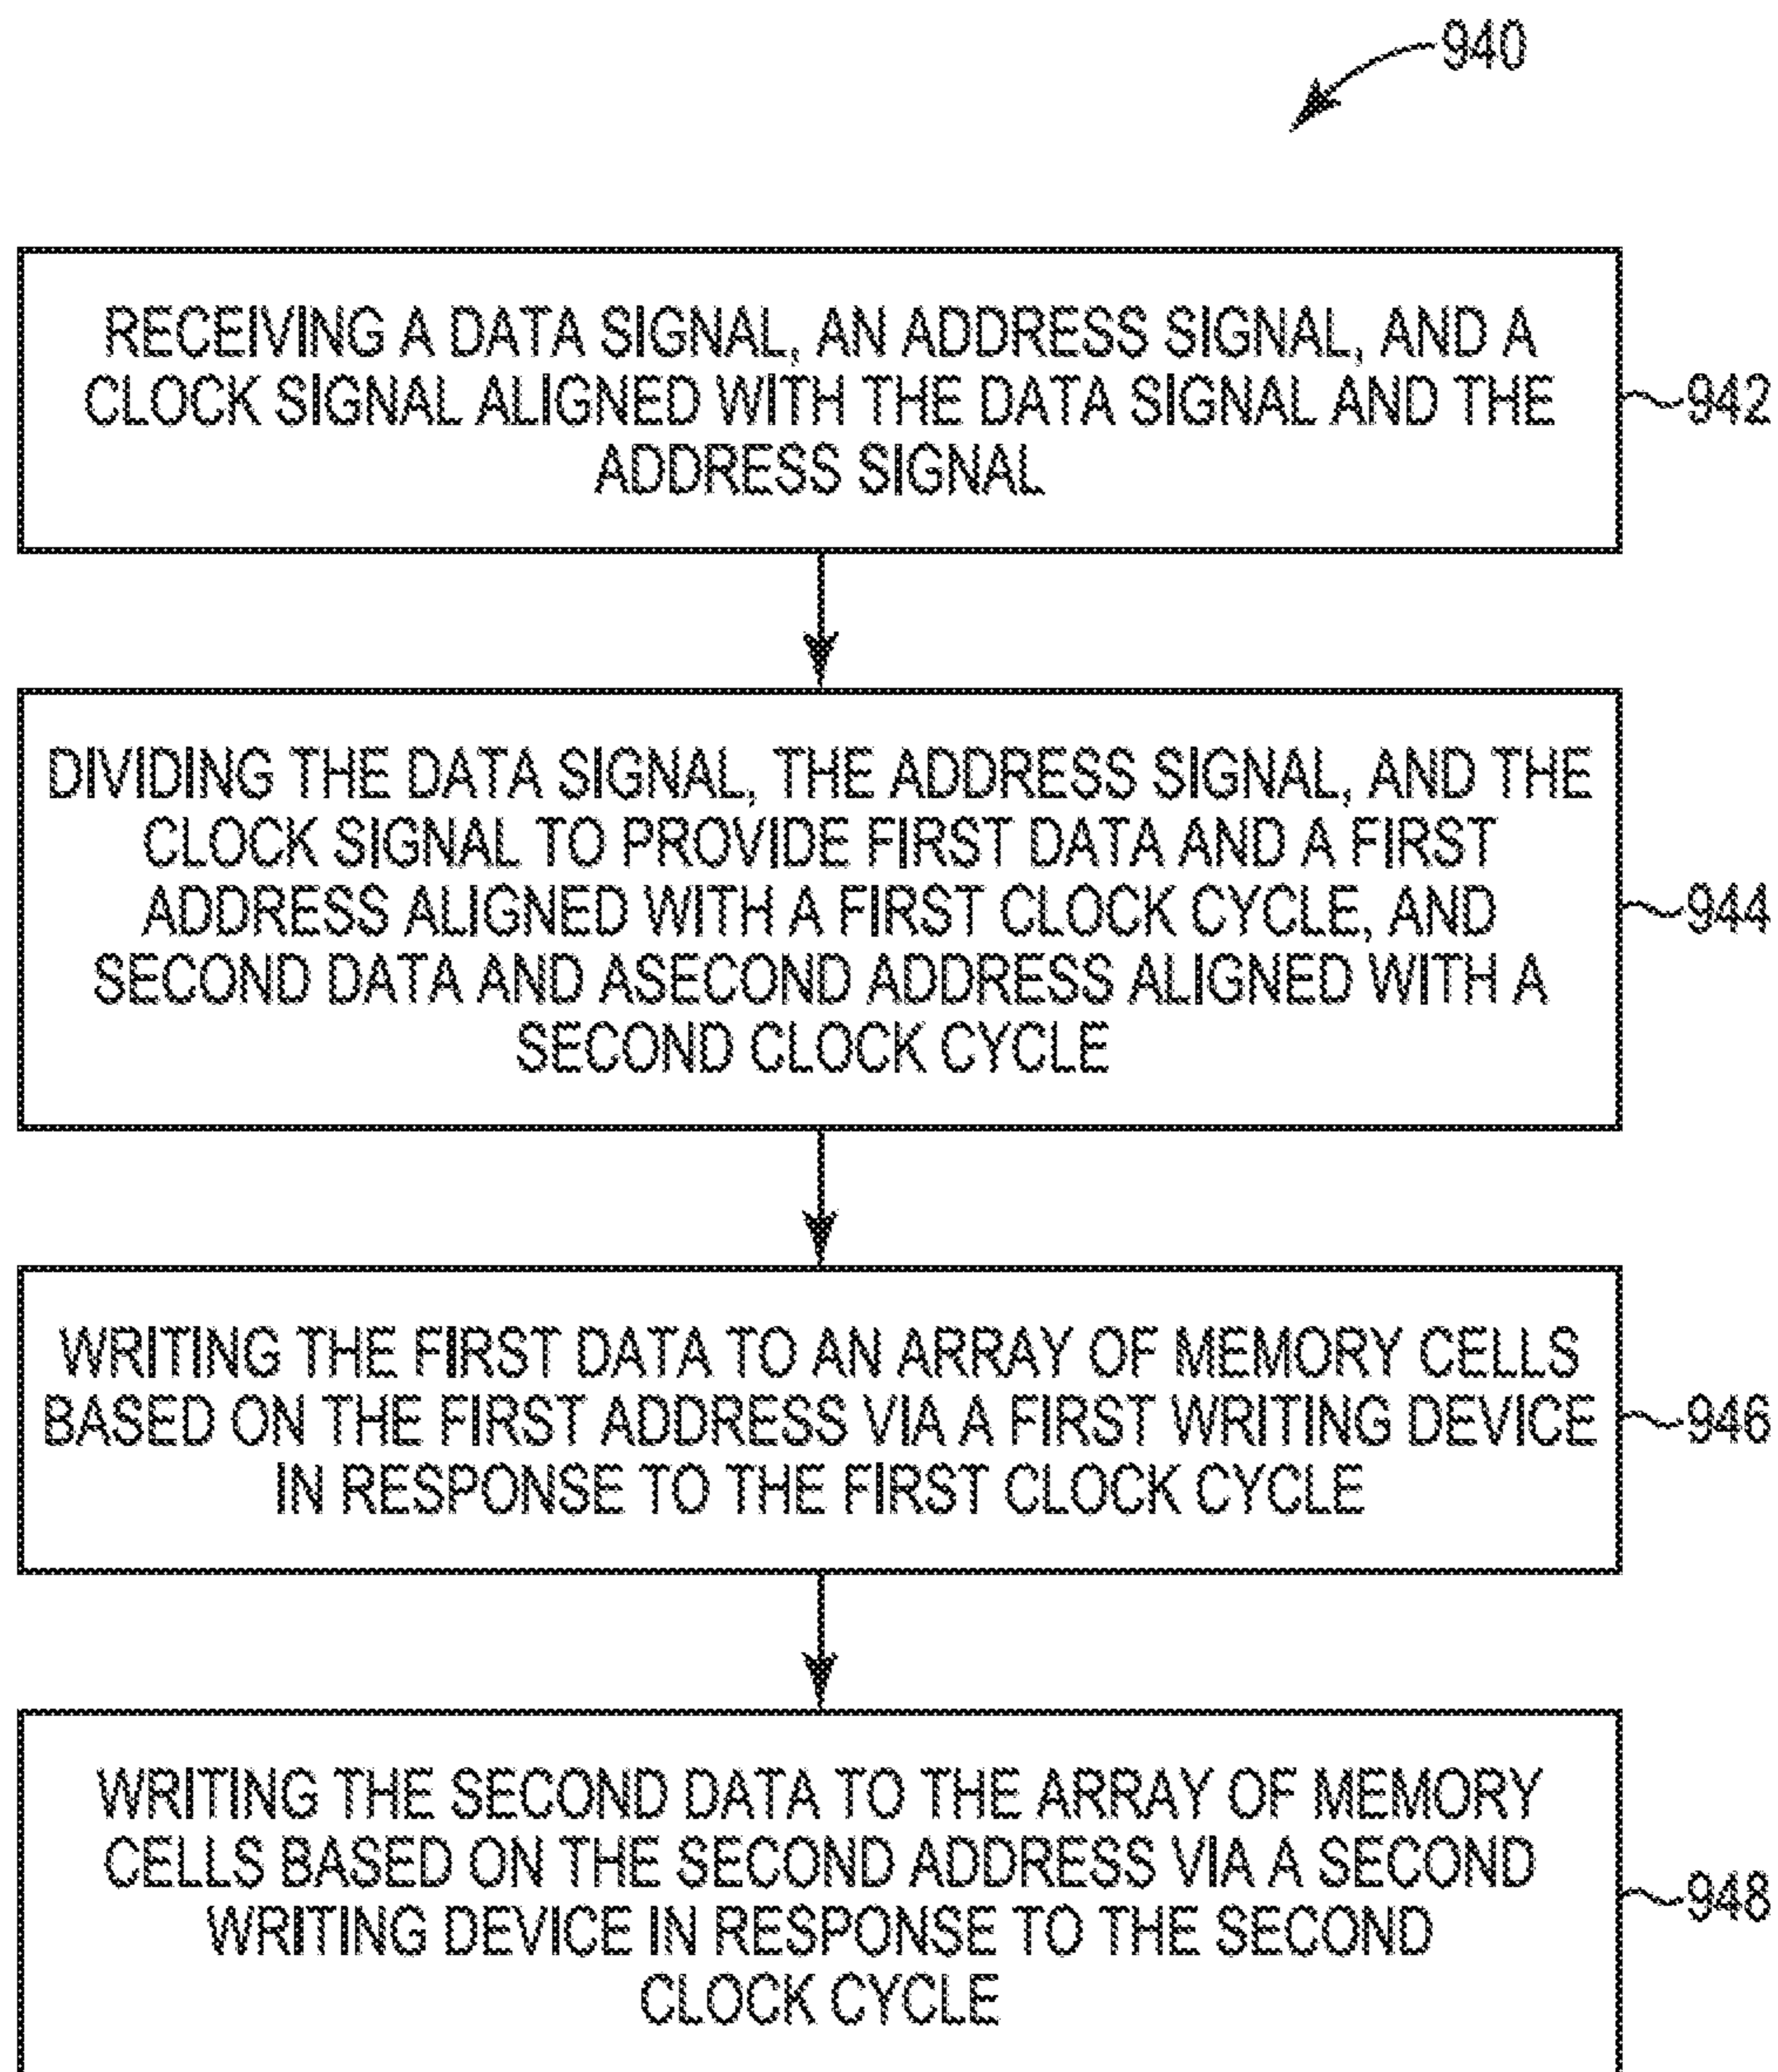 940
RECEIVING A DATA SIGNAL, AN ADDRESS SIGNAL, AND A
CLOCK SIGNAL ALIGNED WITH THE DATA SIGNAL AND THE
ADDRESS SIGNAL
942
DIVIDING THE DATA SIGNAL, THE ADDRESS SIGNAL, AND THE
CLOCK SIGNAL TO PROVIDE FIRST DATA AND A FIRST
ADDRESS ALIGNED WITH A FIRST CLOCK CYCLE, AND
SECOND DATA AND ASECOND ADDRESS ALIGNED WITH A
SECOND CLOCK CYCLE
944
WRITING THE FIRST DATA TO AN ARRAY OF MEMORY CELLS
BASED ON THE FIRST ADDRESS VIA A FIRST WRITING DEVICE
IN RESPONSE TO THE FIRST CLOCK CYCLE
946
WRITING THE SECOND DATA TO THE ARRAY OF MEMORY
CELLS BASED ON THE SECOND ADDRESS VIA A SECOND
WRITING DEVICE IN RESPONSE TO THE SECOND
CLOCK CYCLE
948